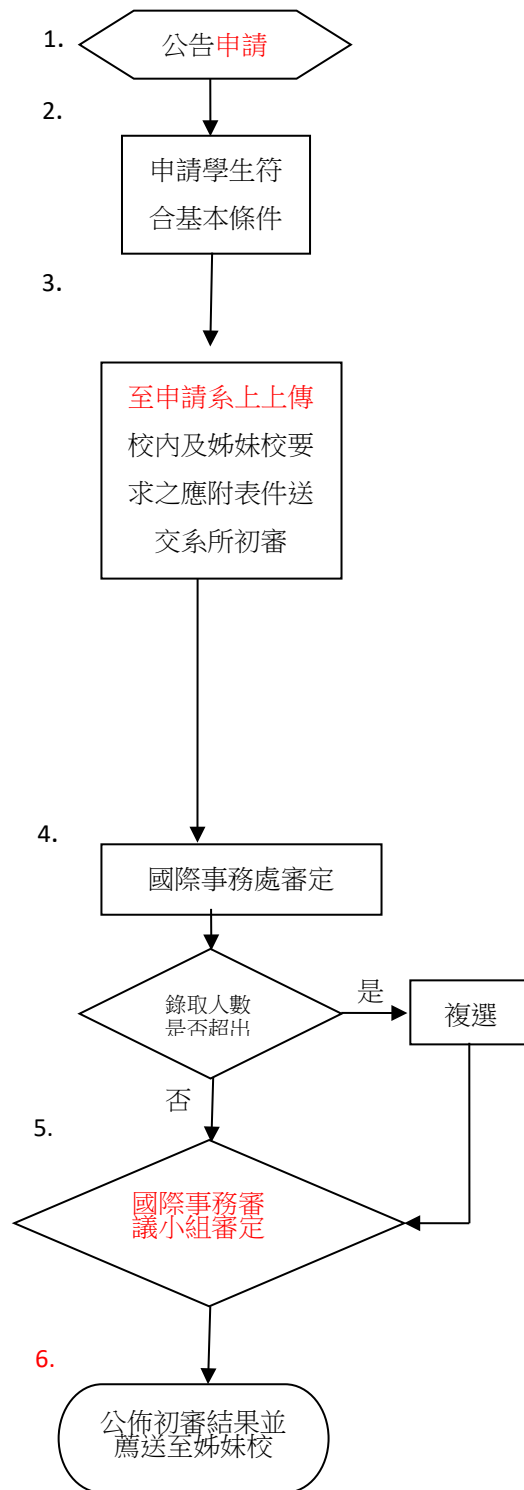 1.
公告申請
2.
申請學生符
合基本條件
3.
至申請系上上傳
校內及姊妹校要
求之應附表件送
交系所初審
4.
國際事務處審定
錄取人數
是否超出
是
複選
否
5.
國際事務審
議小組審定
6.
公佈初審結果並
薦送至姊妹校